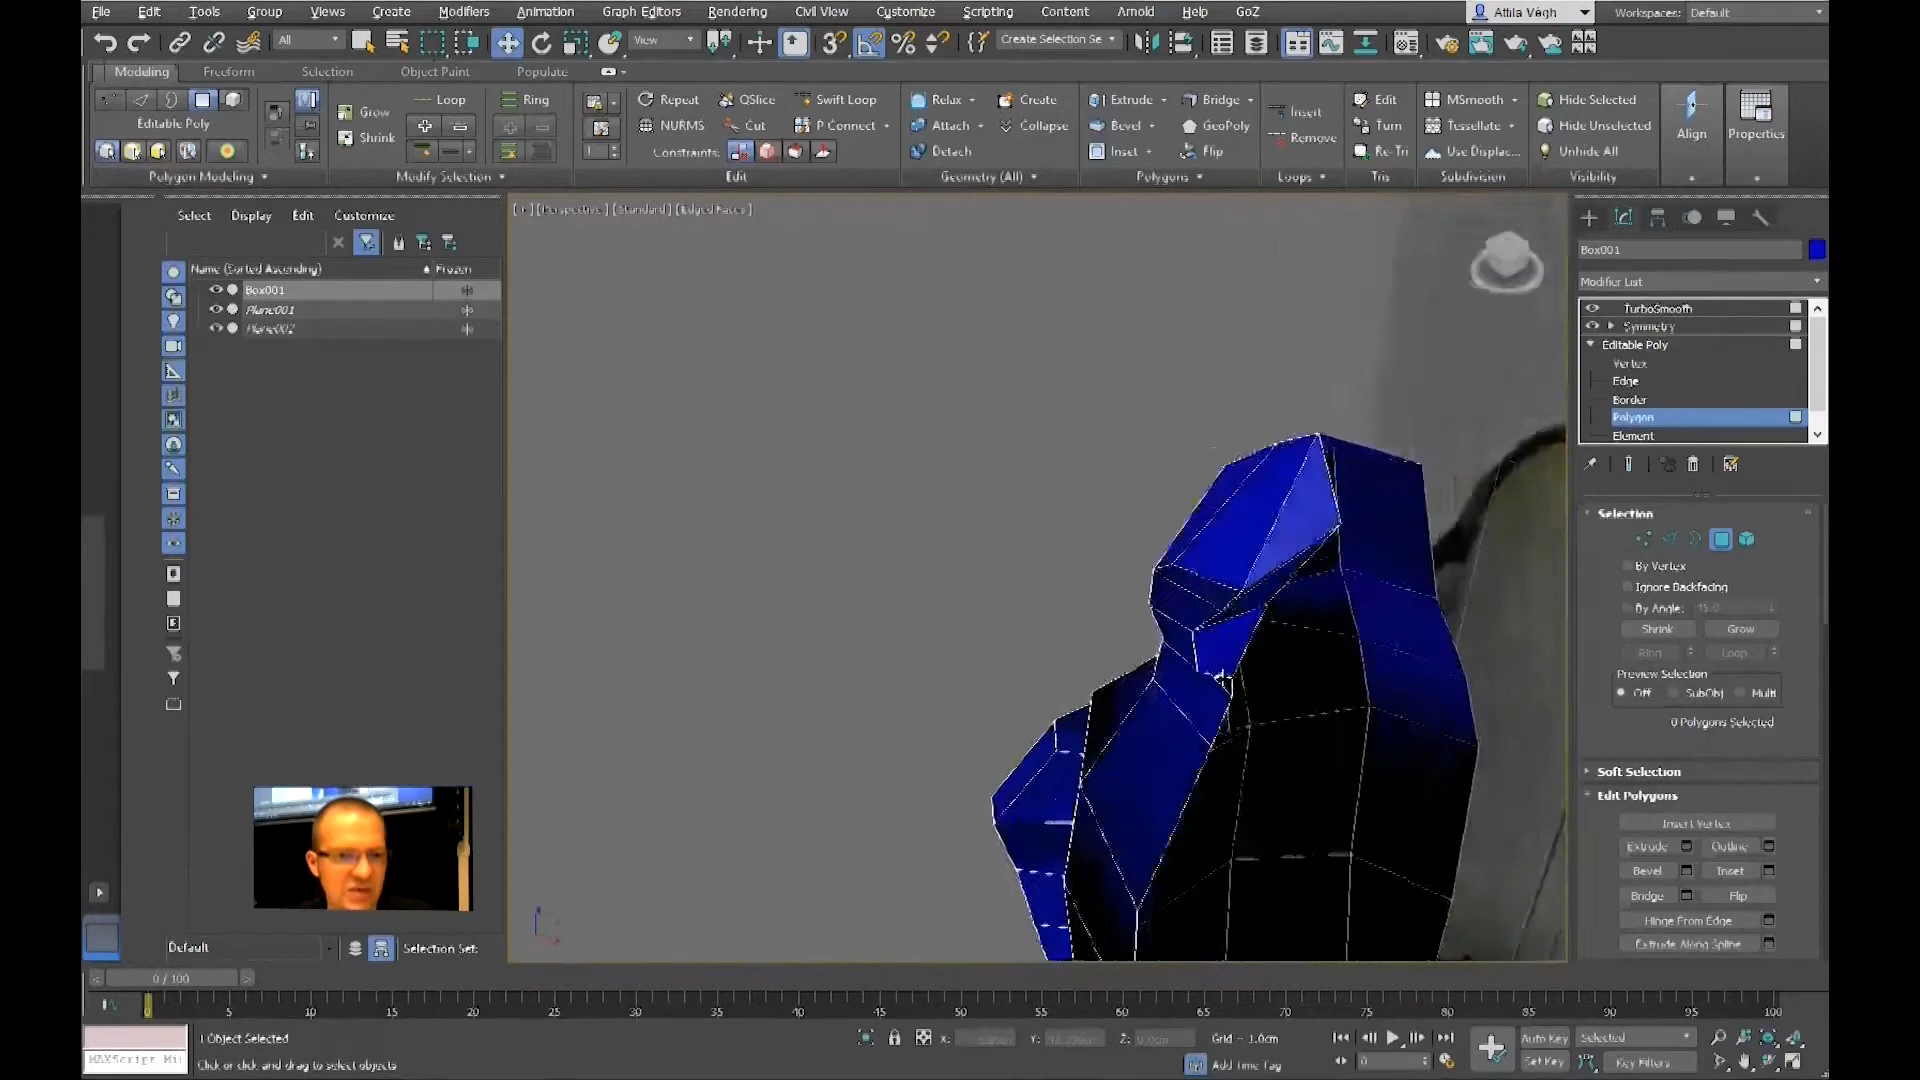 File Edit Tools Group Views Create Modifiers Animation Graph Editors Rendering Civil View Customize Scripting Content Arnold Help GoZ Attila Végh Workspaces: Default
All View Create Selection Se
Modeling Freeform Selection Object Paint Populate
Grow Loop Ring Repeat QSlice Swift Loop Relax Create Extrude Bridge Insert Edit MSmooth Hide Selected
Editable Poly Shrink NURMS Cut P Connect Attach Collapse Bevel GeoPoly Remove Turn Tessellate Hide Unselected Align Properties
Constraints: Detach Inset Flip Re-Tri Use Displac... Unhide All
Polygon Modeling Modify Selection Edit Geometry (All) Polygons Loops Tris Subdivision Visibility
Select Display Edit Customize
[+][Perspective][Standard][Edged Faces]
Name (Sorted Ascending) Frozen
Box001
Plane001
Plane002
Box001
Modifier List
TurboSmooth
Symmetry
Editable Poly
Vertex
Edge
Border
Polygon
Element
Selection
By Vertex
Ignore Backfacing
By Angle:
Shrink Grow
Ring Loop
Preview Selection
Off SubObj Multi
0 Polygons Selected
Soft Selection
Edit Polygons
Insert Vertex
Extrude Outline
Bevel Inset
Bridge Flip
Hinge From Edge
Extrude Along Spline
Default Selection Set:
0 / 100
0 5 10 15 20 25 30 35 40 45 50 55 60 65 70 75 80 85 90 95 100
1 Object Selected X: Y: Z: 0.0cm Grid = 1.0cm Auto Key Selected
MAXScript Mi Click or click-and-drag to select objects Add Time Tag 0 Set Key Key Filters